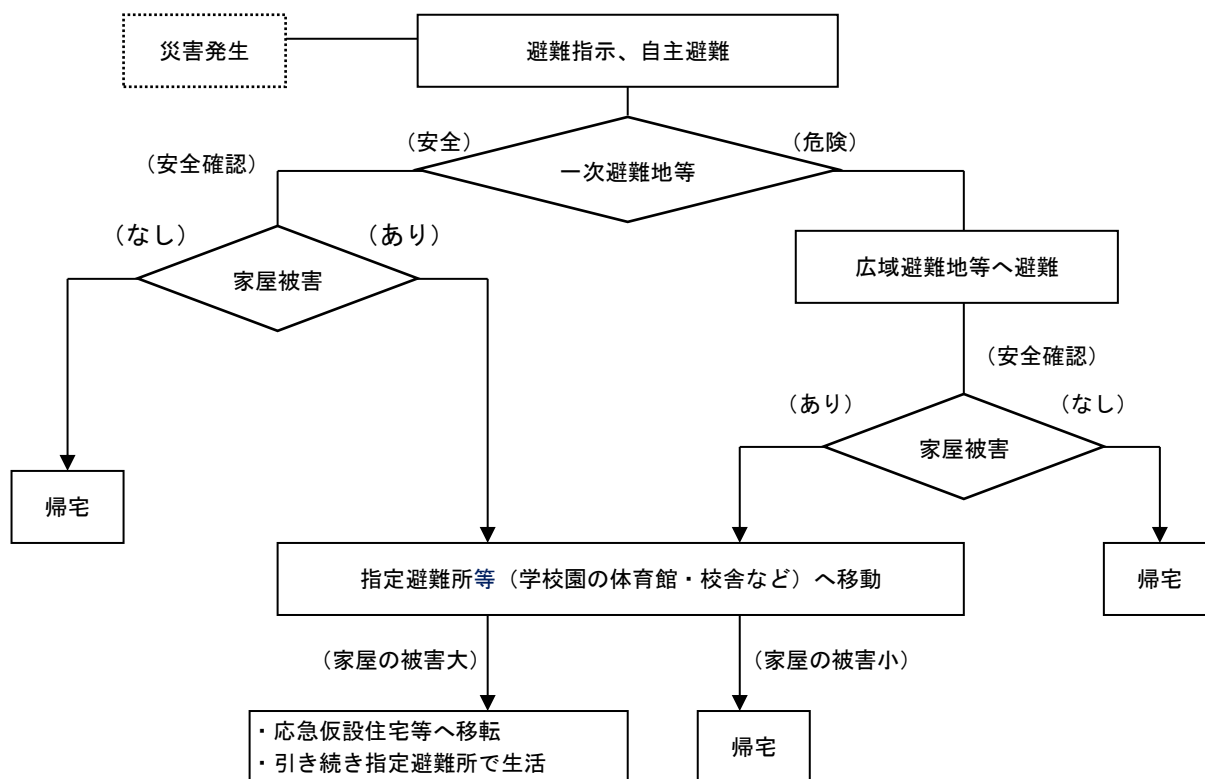 災害発生
避難指示、自主避難
（安全）
（危険）
（安全確認）
一次避難地等
（なし）
（あり）
家屋被害
広域避難地等へ避難
（安全確認）
（あり）
（なし）
家屋被害
帰宅
指定避難所等（学校園の体育館・校舎など）へ移動
帰宅
（家屋の被害大）
（家屋の被害小）
・応急仮設住宅等へ移転
・引き続き指定避難所で生活
帰宅